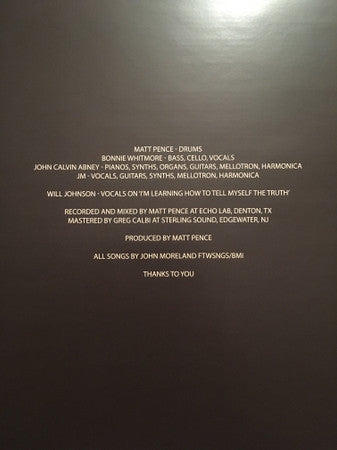 MATT PENCE - DRUMS
BONNIE WHITMORE - BASS, CELLO, VOCALS
JOHN CALVIN ABNEY - PIANOS, SYNTHS, ORGANS, GUITARS, MELLOTRON, HARMONICA
JM - VOCALS, GUITARS, SYNTHS, MELLOTRON, HARMONICA
WILL JOHNSON - VOCALS ON 'I'M LEARNING HOW TO TELL MYSELF THE TRUTH'
RECORDED AND MIXED BY MATT PENCE AT ECHO LAB, DENTON, TX
MASTERED BY GREG CALBI AT STERLING SOUND, EDGEWATER, NJ
PRODUCED BY MATT PENCE
ALL SONGS BY JOHN MORELAND FTWSNGS/BMI
THANKS TO YOU